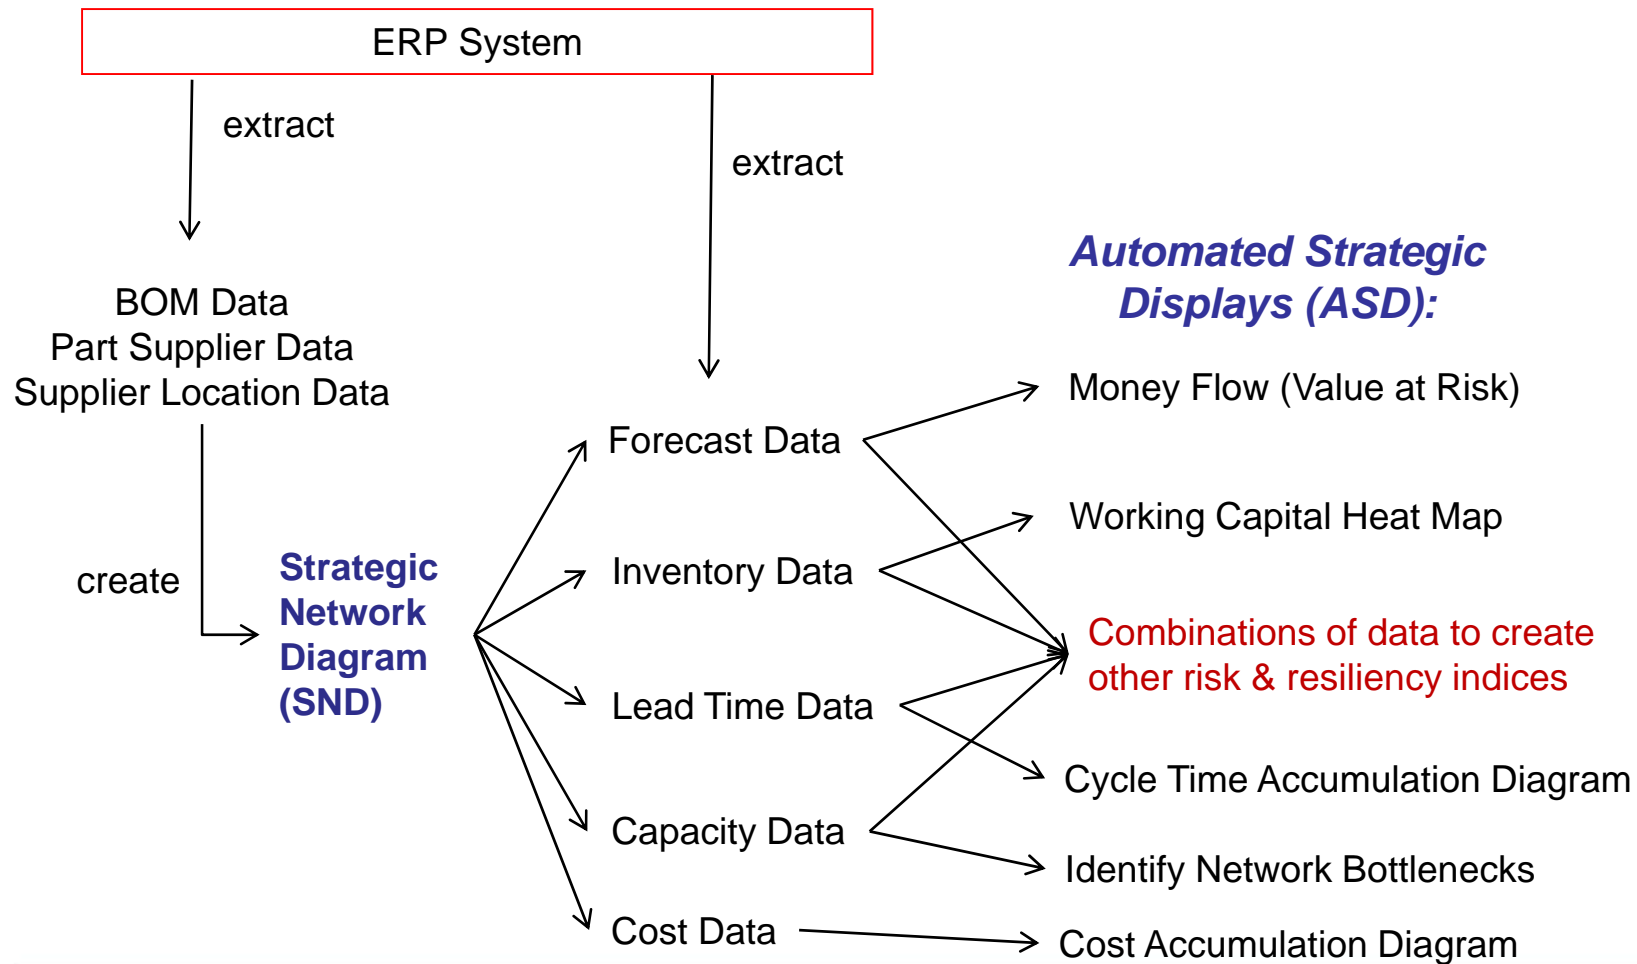 ERP System
extract
extract
BOM Data
Part Supplier Data
Supplier Location Data
create
Strategic
Network
Diagram
(SND)
Forecast Data
Inventory Data
Lead Time Data
Capacity Data
Cost Data
Automated Strategic
Displays (ASD):
Money Flow (Value at Risk)
Working Capital Heat Map
Combinations of data to create
other risk & resiliency indices
Cycle Time Accumulation Diagram
Identify Network Bottlenecks
Cost Accumulation Diagram